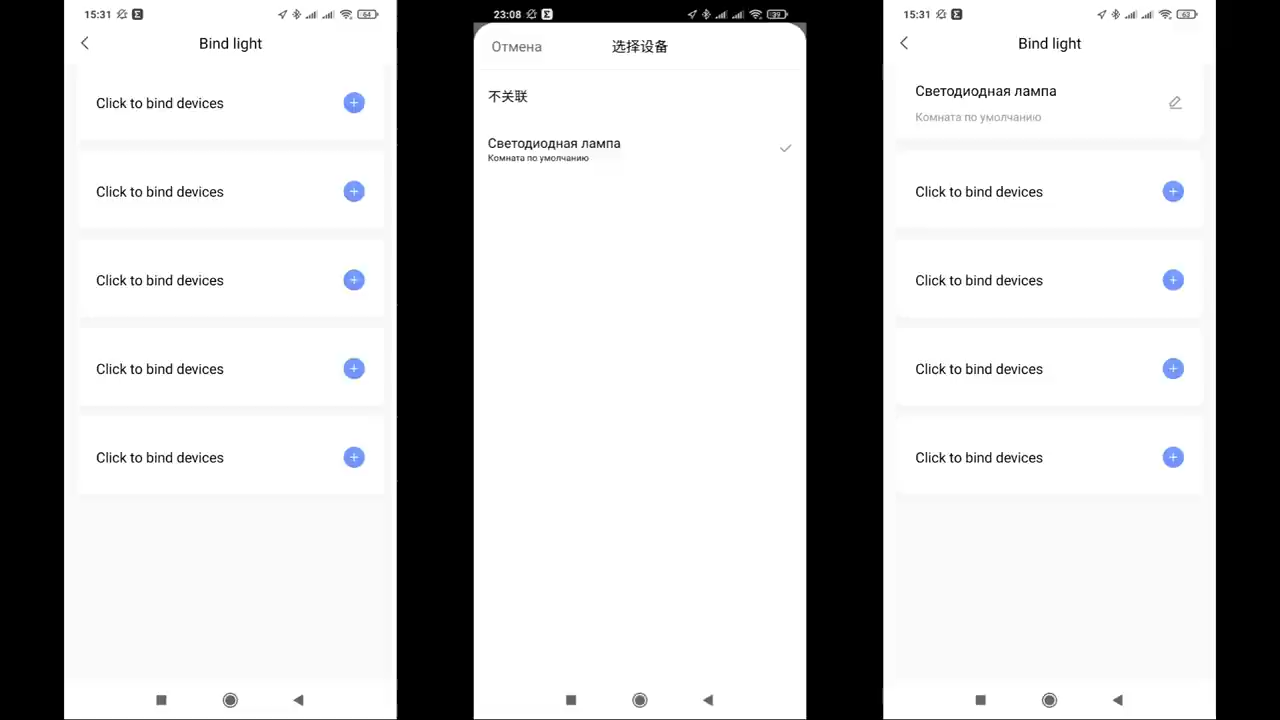 15:31
64
Bind light
Click to bind devices
Click to bind devices
Click to bind devices
Click to bind devices
Click to bind devices
23:08
39
Отмена
选择设备
不关联
Светодиодная лампа
Комната по умолчанию
15:31
63
Bind light
Светодиодная лампа
Комната по умолчанию
Click to bind devices
Click to bind devices
Click to bind devices
Click to bind devices